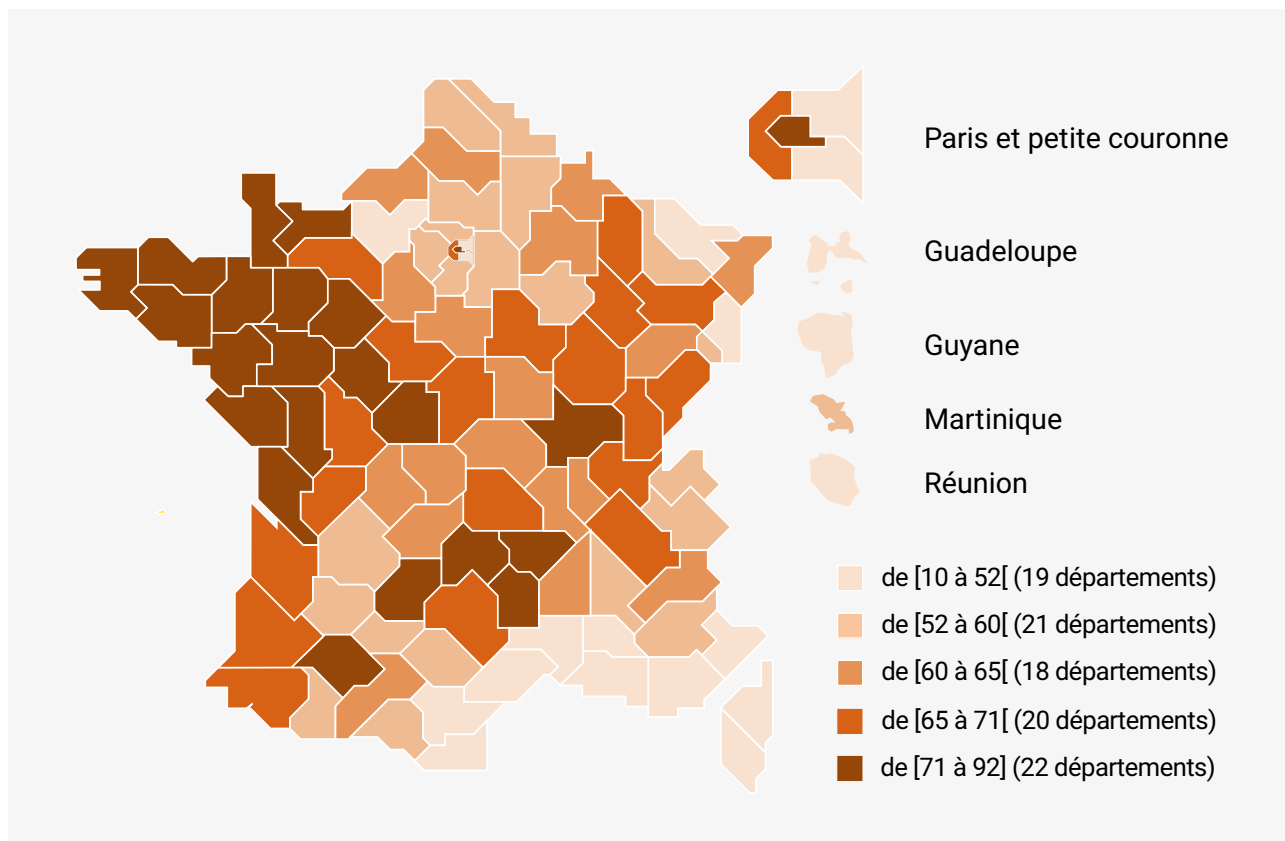 Paris et petite couronne
Guadeloupe
Guyane
Martinique
Réunion
de [10 à 52[ (19 départements)
de [52 à 60[ (21 départements)
de [60 à 65[ (18 départements)
de [65 à 71[ (20 départements)
de [71 à 92] (22 départements)